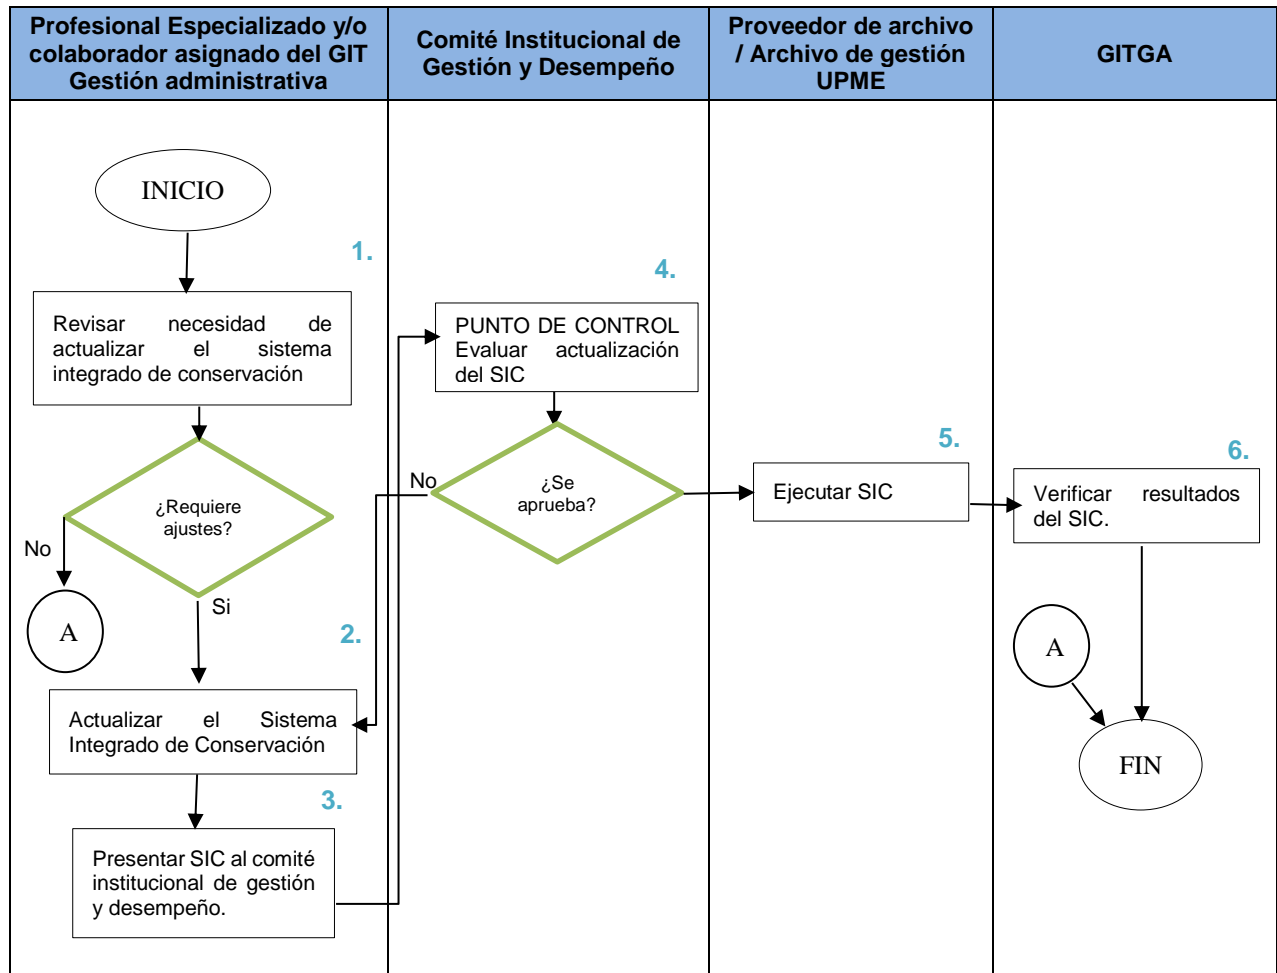 Profesional Especializado y/o
colaborador asignado del GIT
Gestión administrativa
Comité Institucional de
Gestión y Desempeño
Proveedor de archivo
/ Archivo de gestión
UPME
GITGA
INICIO
1.
Revisar necesidad de
actualizar el sistema
integrado de conservación
¿Requiere
ajustes?
No
A
Si
2.
Actualizar el Sistema
Integrado de Conservación
3.
Presentar SIC al comité
institucional de gestión
y desempeño.
4.
PUNTO DE CONTROL
Evaluar actualización
del SIC
No
¿Se
aprueba?
5.
Ejecutar SIC
6.
Verificar resultados
del SIC.
A
FIN